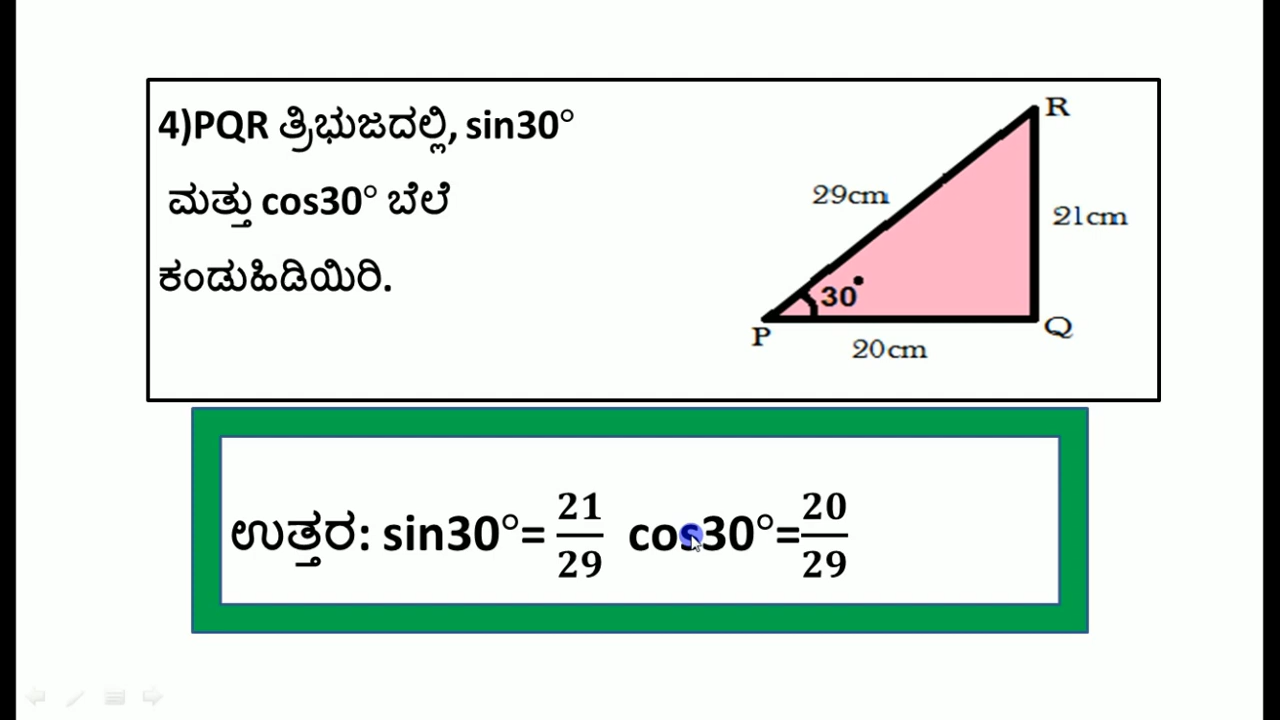 4)PQR ತ್ರಿಭುಜದಲ್ಲಿ, sin30°
ಮತ್ತು cos30° ಬೆಲೆ
ಕಂಡುಹಿಡಿಯಿರಿ.
R
29cm
21cm
30°
P
Q
20cm
ಉತ್ತರ: sin30°= 21/29 cos30°= 20/29